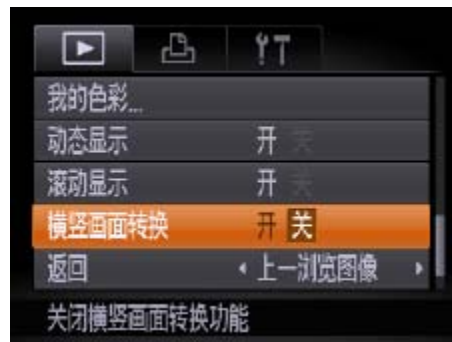 我的色彩...
动态显示 开 关
滚动显示 开 关
横竖画面转换 开 关
返回 上一浏览图像
关闭横竖画面转换功能